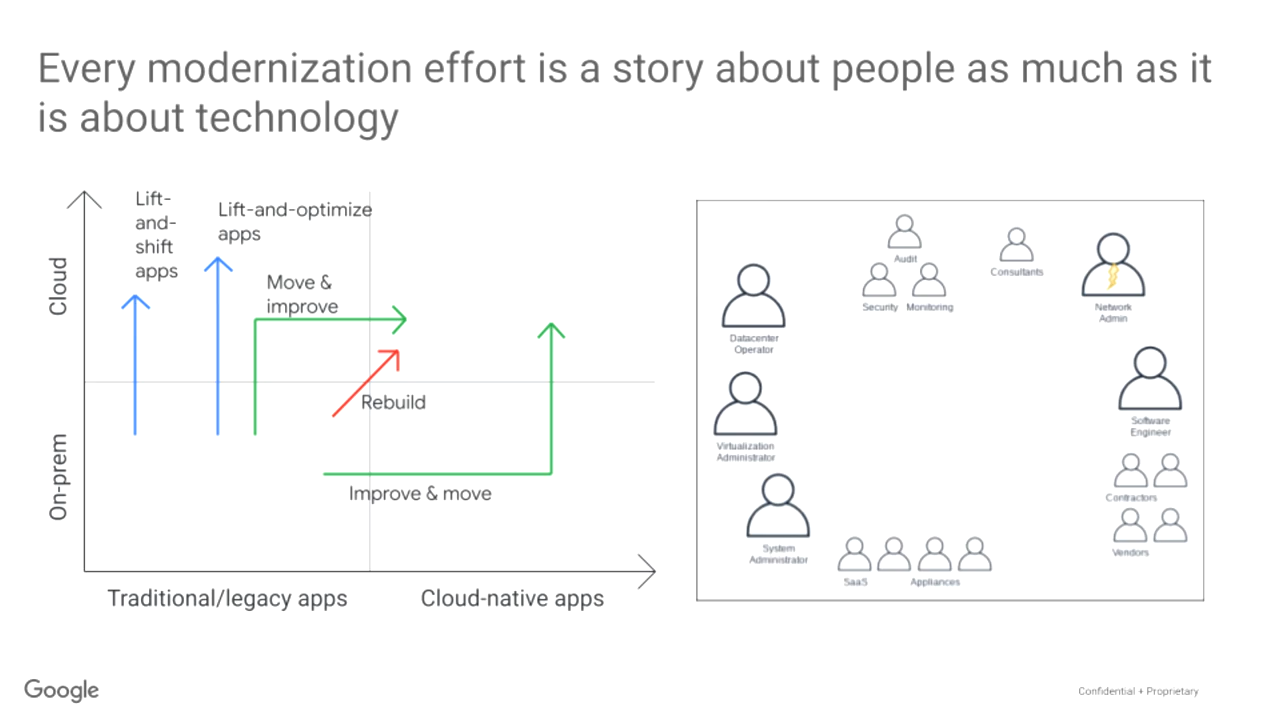 Every modernization effort is a story about people as much as it
is about technology
Cloud
On-prem
Lift-
and-
shift
apps
Lift-and-optimize
apps
Move &
improve
Rebuild
Improve & move
Traditional/legacy apps
Cloud-native apps
Audit
Security
Monitoring
Consultants
Network
Admin
Datacenter
Operator
Software
Engineer
Virtualization
Administrator
Contractors
Vendors
System
Administrator
SaaS
Appliances
Google
Confidential + Proprietary